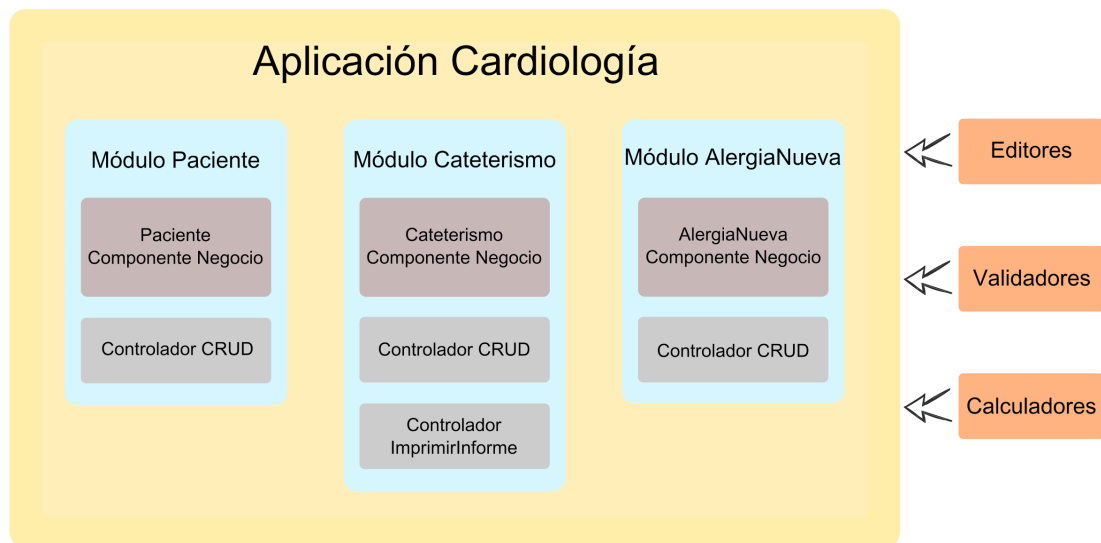 Aplicación Cardiología
Módulo Paciente
Paciente
Componente Negocio
Controlador CRUD
Módulo Cateterismo
Cateterismo
Componente Negocio
Controlador CRUD
Controlador
ImprimirInforme
Módulo AlergiaNueva
AlergiaNueva
Componente Negocio
Controlador CRUD
Editores
Validadores
Calculadores